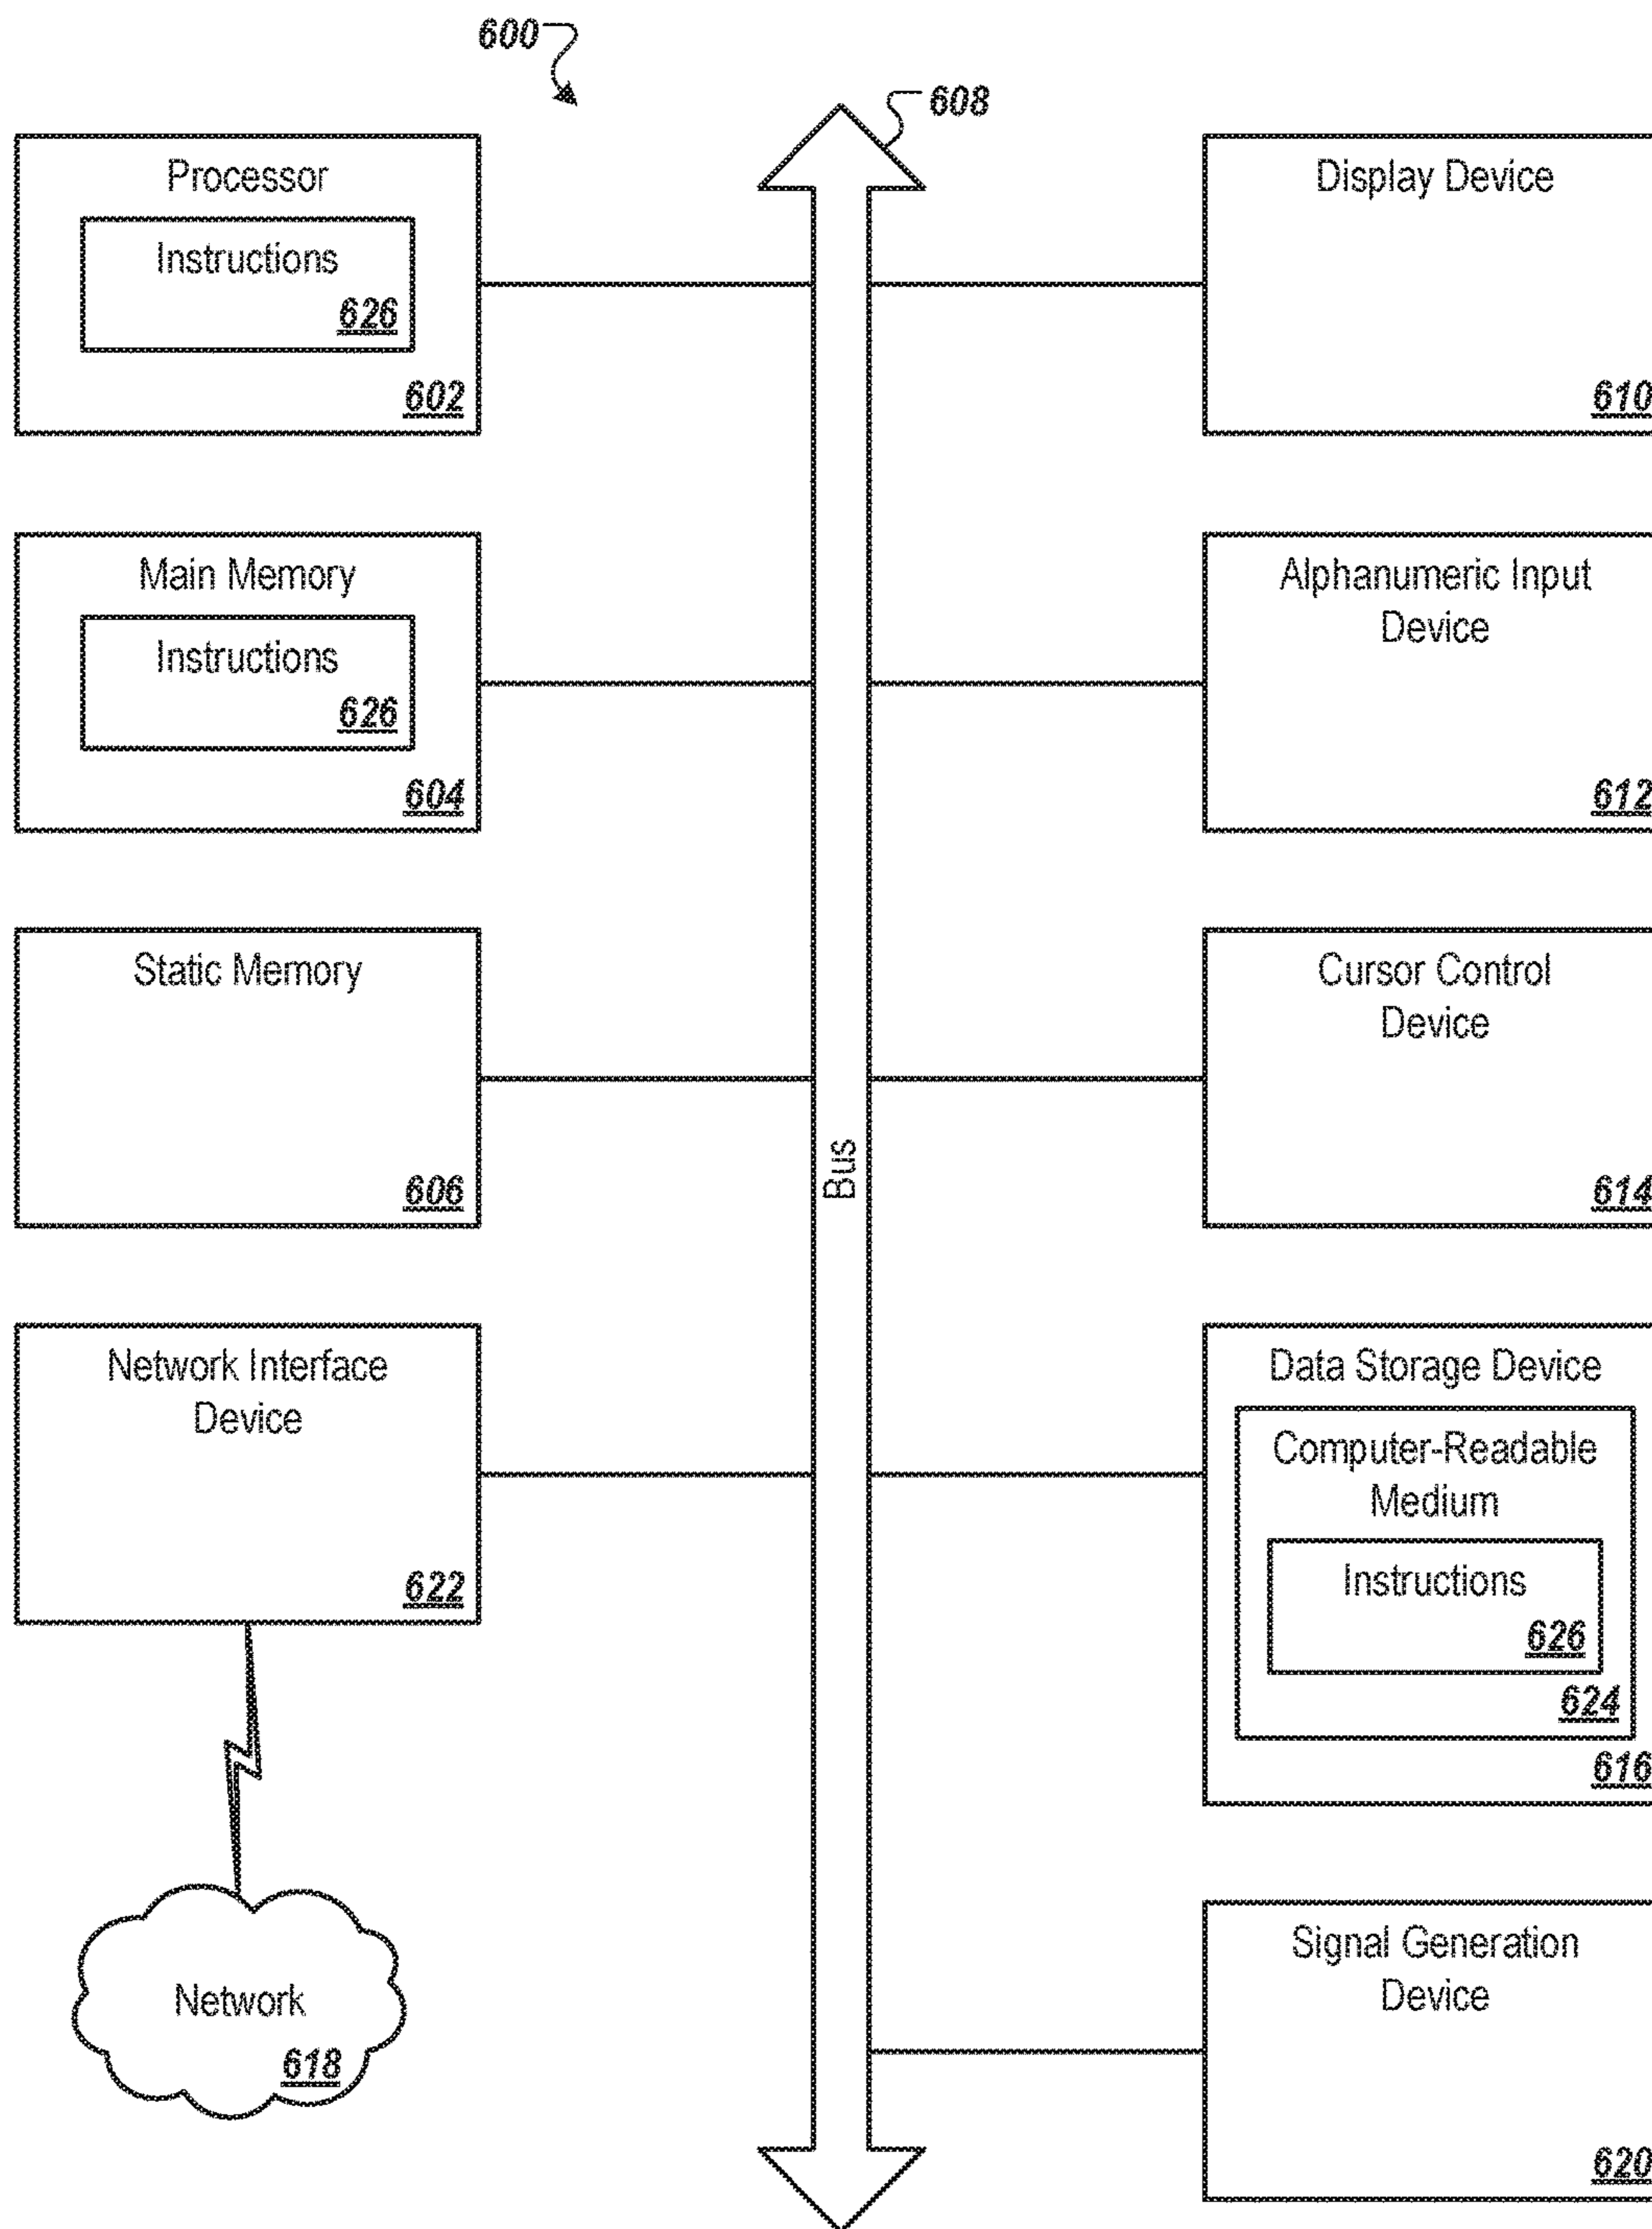 600
608
Processor
Instructions
626
602
Display Device
610
Main Memory
Instructions
626
604
Alphanumeric Input
Device
612
Static Memory
606
Cursor Control
Device
614
Bus
Network Interface
Device
622
Data Storage Device
Computer-Readable
Medium
Instructions
626
624
616
Network
618
Signal Generation
Device
620